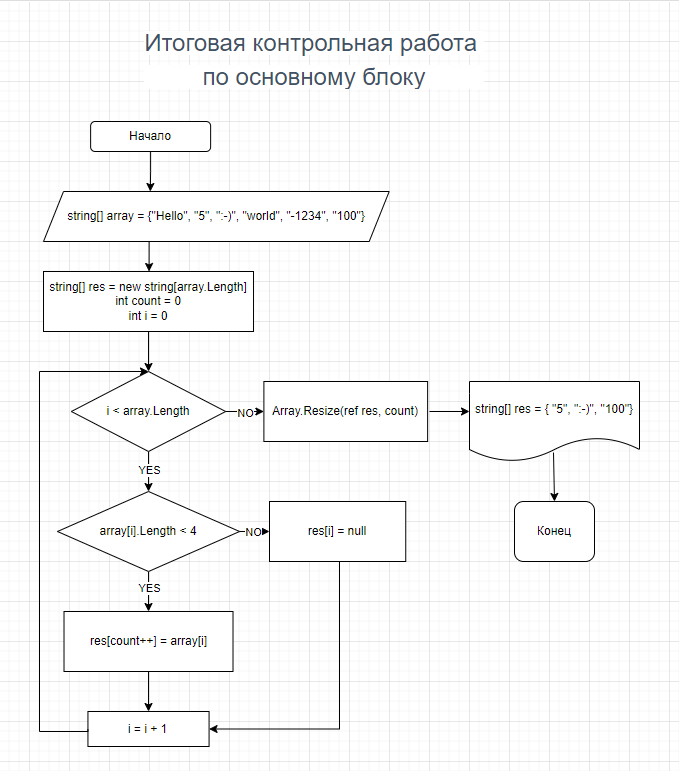 Итоговая контрольная работа
по основному блоку
Начало
string[] array = {"Hello", "5", ":-)", "world", "-1234", "100"}
string[] res = new string[array.Length]
int count = 0
int i = 0
i < array.Length
NO
Array.Resize(ref res, count)
string[] res = { "5", ":-)", "100"}
YES
array[i].Length < 4
NO
res[i] = null
Конец
YES
res[count++] = array[i]
i = i + 1